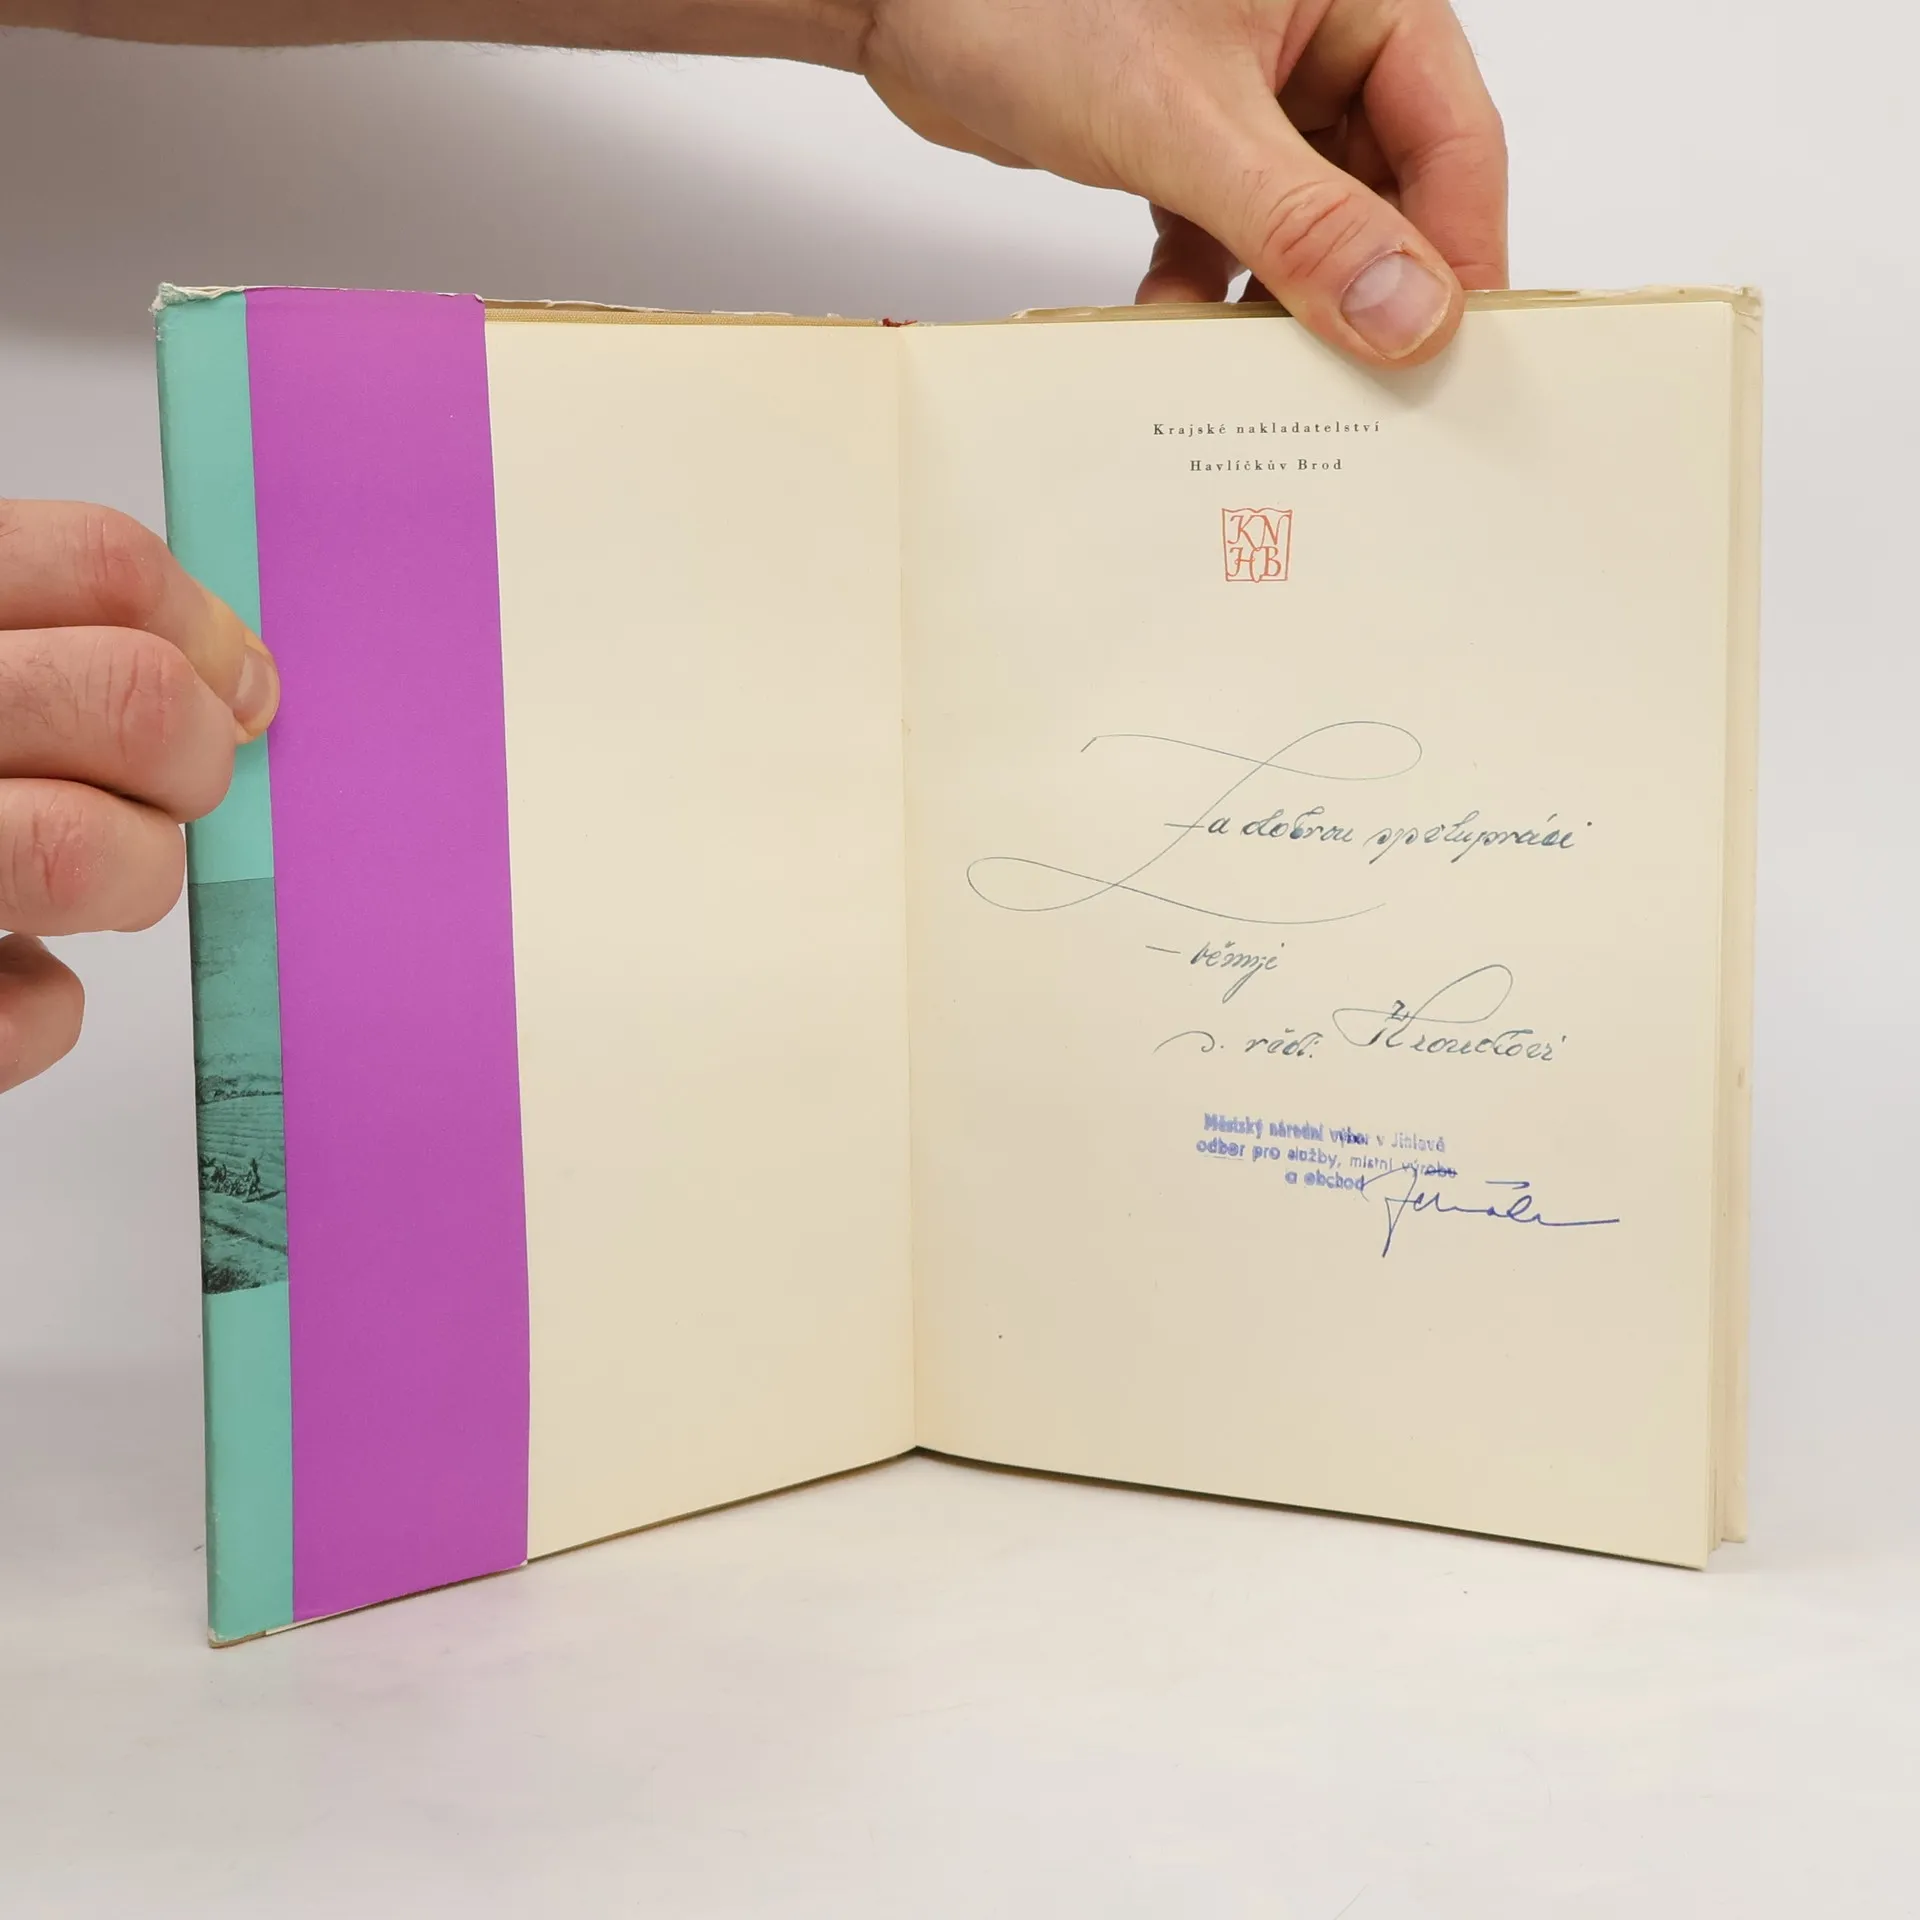 Krajské nakladatelství
Havlíčkův Brod
KN
HB
Za dobrou spolupráci
— věnuje
s. řed.
Městský národní výbor v Jihlavě
odbor pro služby, místní výrobu
a obchod